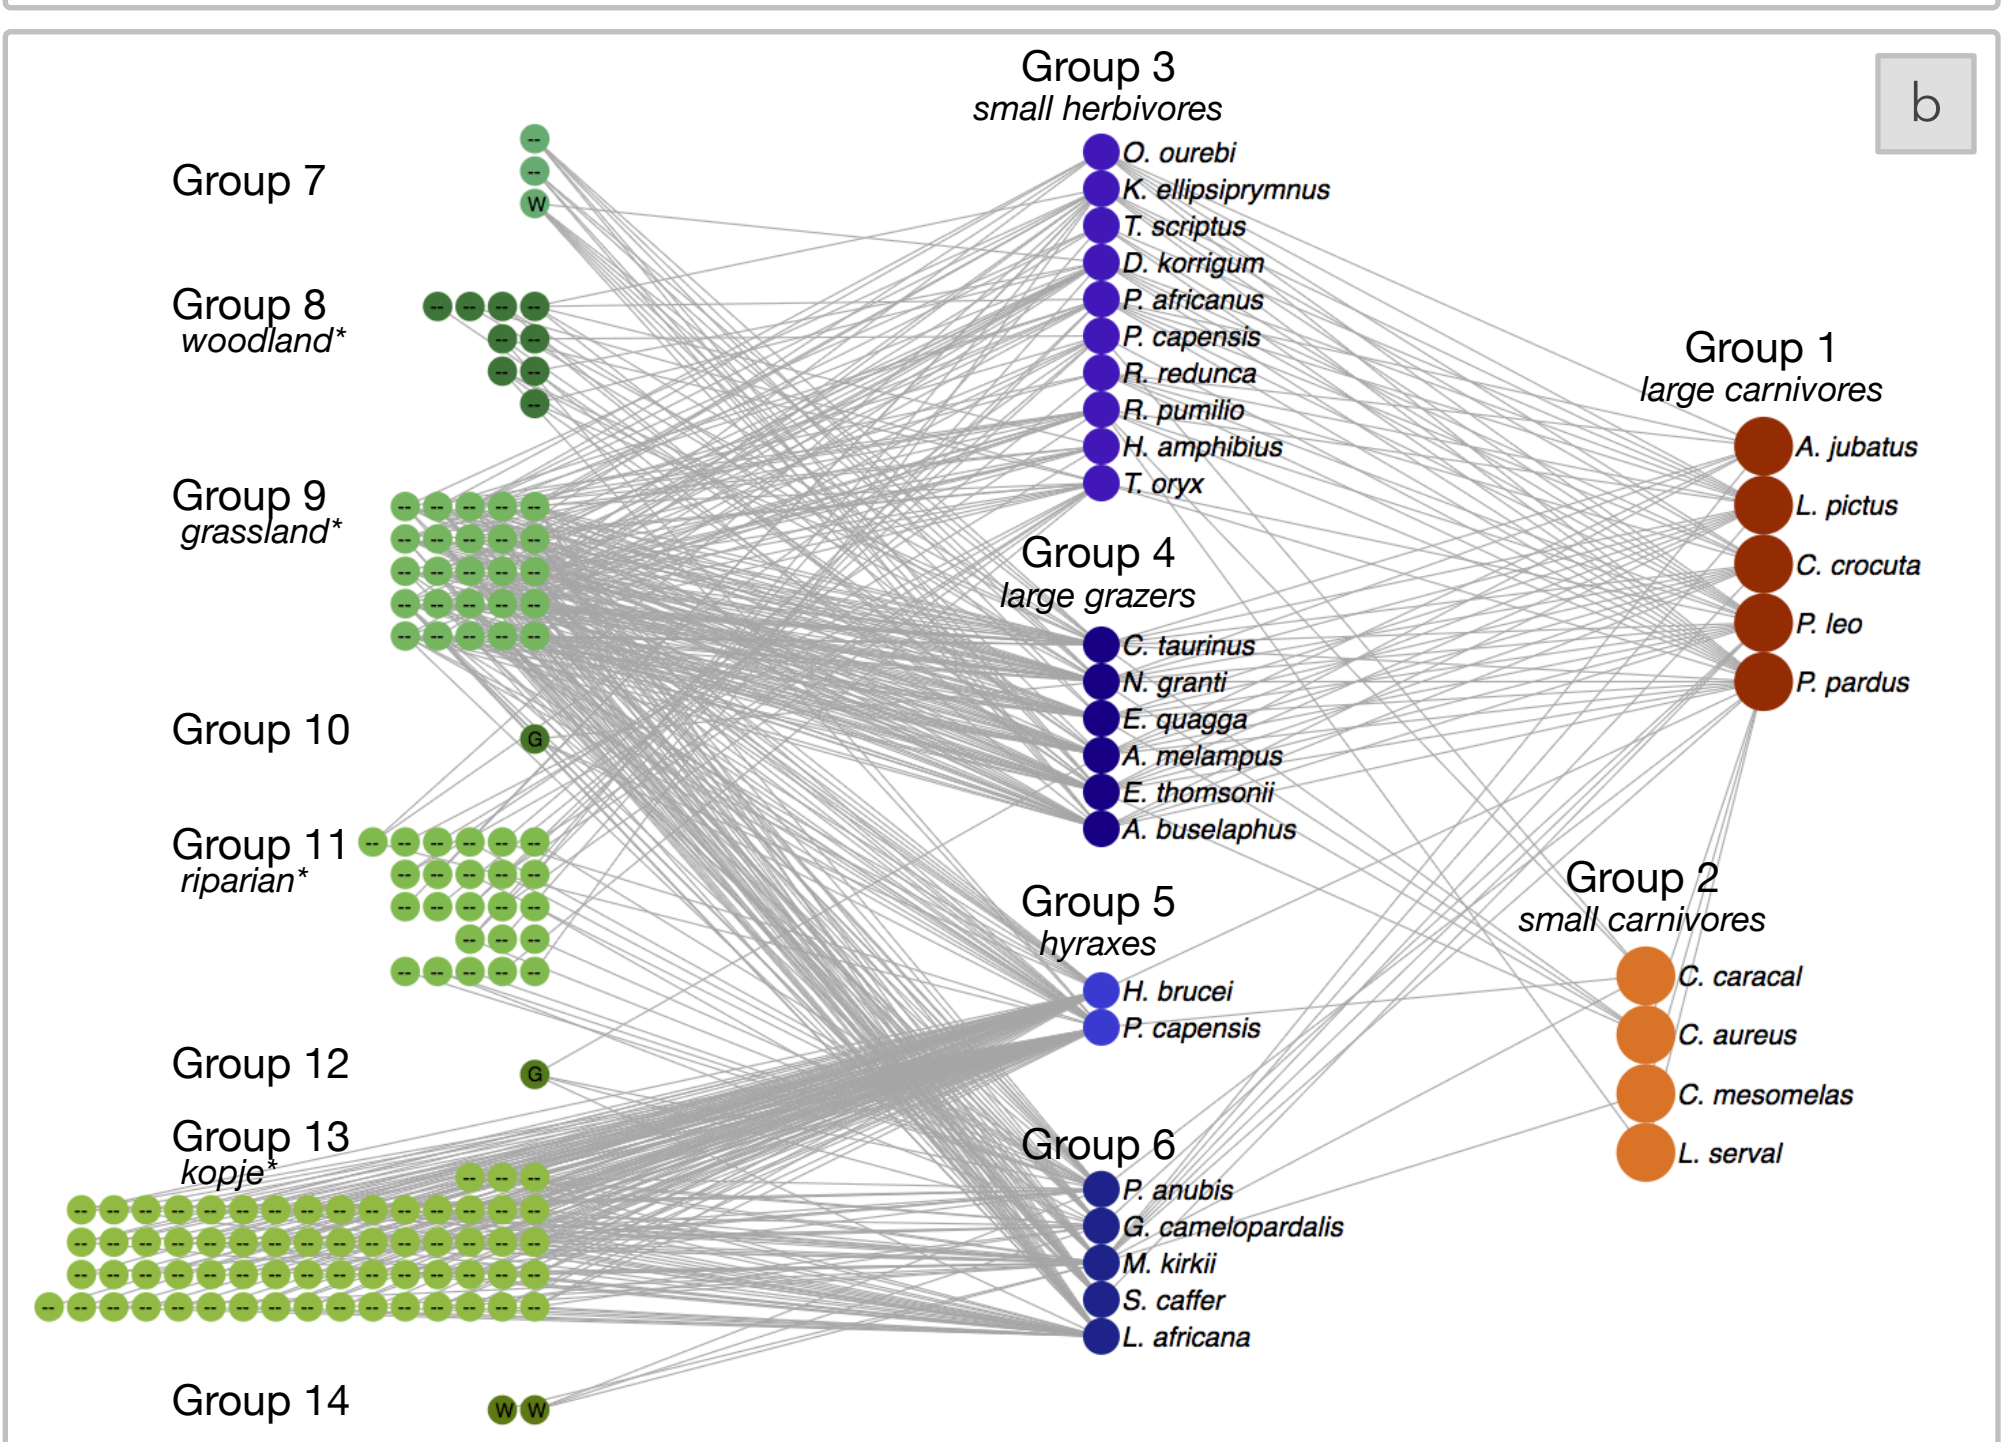 b
Group 7
--
--
W
Group 8
woodland*
-- -- -- --
-- --
-- --
--
Group 9
grassland*
-- -- -- -- --
-- -- -- -- --
-- -- -- -- --
-- -- -- -- --
-- -- -- -- --
Group 10
G
Group 11
riparian*
-- -- -- -- -- --
-- -- -- -- --
-- -- -- -- --
-- -- --
-- -- -- -- --
Group 12
G
Group 13
kopje*
-- -- --
-- -- -- -- -- -- -- -- -- -- -- -- -- -- --
-- -- -- -- -- -- -- -- -- -- -- -- -- -- --
-- -- -- -- -- -- -- -- -- -- -- -- -- -- --
-- -- -- -- -- -- -- -- -- -- -- -- -- -- -- --
Group 14
W W
Group 3
small herbivores
O. ourebi
K. ellipsiprymnus
T. scriptus
D. korrigum
P. africanus
P. capensis
R. redunca
R. pumilio
H. amphibius
T. oryx
Group 4
large grazers
C. taurinus
N. granti
E. quagga
A. melampus
E. thomsonii
A. buselaphus
Group 5
hyraxes
H. brucei
P. capensis
Group 6
P. anubis
G. camelopardalis
M. kirkii
S. caffer
L. africana
Group 1
large carnivores
A. jubatus
L. pictus
C. crocuta
P. leo
P. pardus
Group 2
small carnivores
C. caracal
C. aureus
C. mesomelas
L. serval